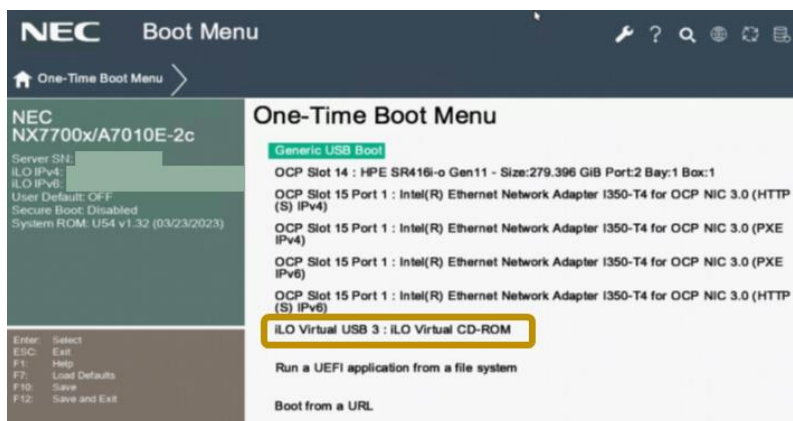 NEC Boot Menu
One-Time Boot Menu
NEC
NX7700x/A7010E-2c
Server SN:
iLO IPv4:
iLO IPv6:
User Default: OFF
Secure Boot: Disabled
System ROM: U54 v1.32 (03/23/2023)
Enter: Select
ESC: Exit
F1: Help
F7: Load Defaults
F10: Save
F12: Save and Exit
One-Time Boot Menu
Generic USB Boot
OCP Slot 14 : HPE SR416i-o Gen11 - Size:279.396 GiB Port:2 Bay:1 Box:1
OCP Slot 15 Port 1 : Intel(R) Ethernet Network Adapter I350-T4 for OCP NIC 3.0 (HTTP
(S) IPv4)
OCP Slot 15 Port 1 : Intel(R) Ethernet Network Adapter I350-T4 for OCP NIC 3.0 (PXE
IPv4)
OCP Slot 15 Port 1 : Intel(R) Ethernet Network Adapter I350-T4 for OCP NIC 3.0 (PXE
IPv6)
OCP Slot 15 Port 1 : Intel(R) Ethernet Network Adapter I350-T4 for OCP NIC 3.0 (HTTP
(S) IPv6)
iLO Virtual USB 3 : iLO Virtual CD-ROM
Run a UEFI application from a file system
Boot from a URL